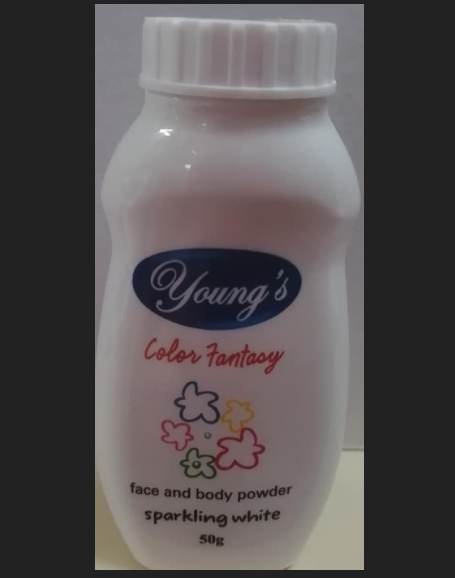 Young's
Color Fantasy
face and body powder
sparkling white
50g